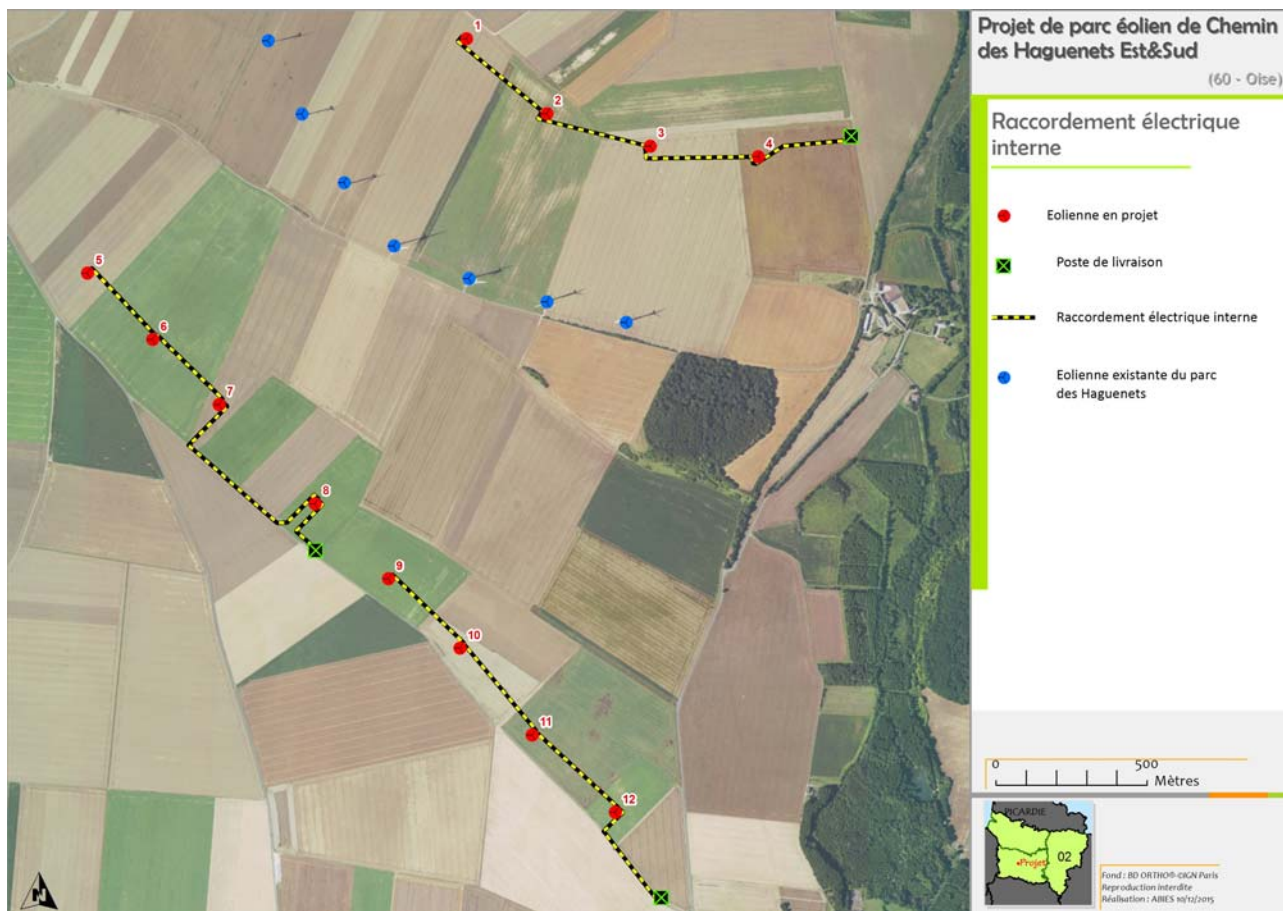 Projet de parc éolien de Chemin
des Haguenets Est&Sud
(60 - Oise)
Raccordement électrique
interne
Eolienne en projet
Poste de livraison
Raccordement électrique interne
Eolienne existante du parc
des Haguenets
1
2
3
4
5
6
7
8
9
10
11
12
N
0 500
Mètres
PICARDIE
Projet
02
Fond : BD ORTHO®-©IGN Paris
Reproduction interdite
Réalisation : ABIES 10/12/2015